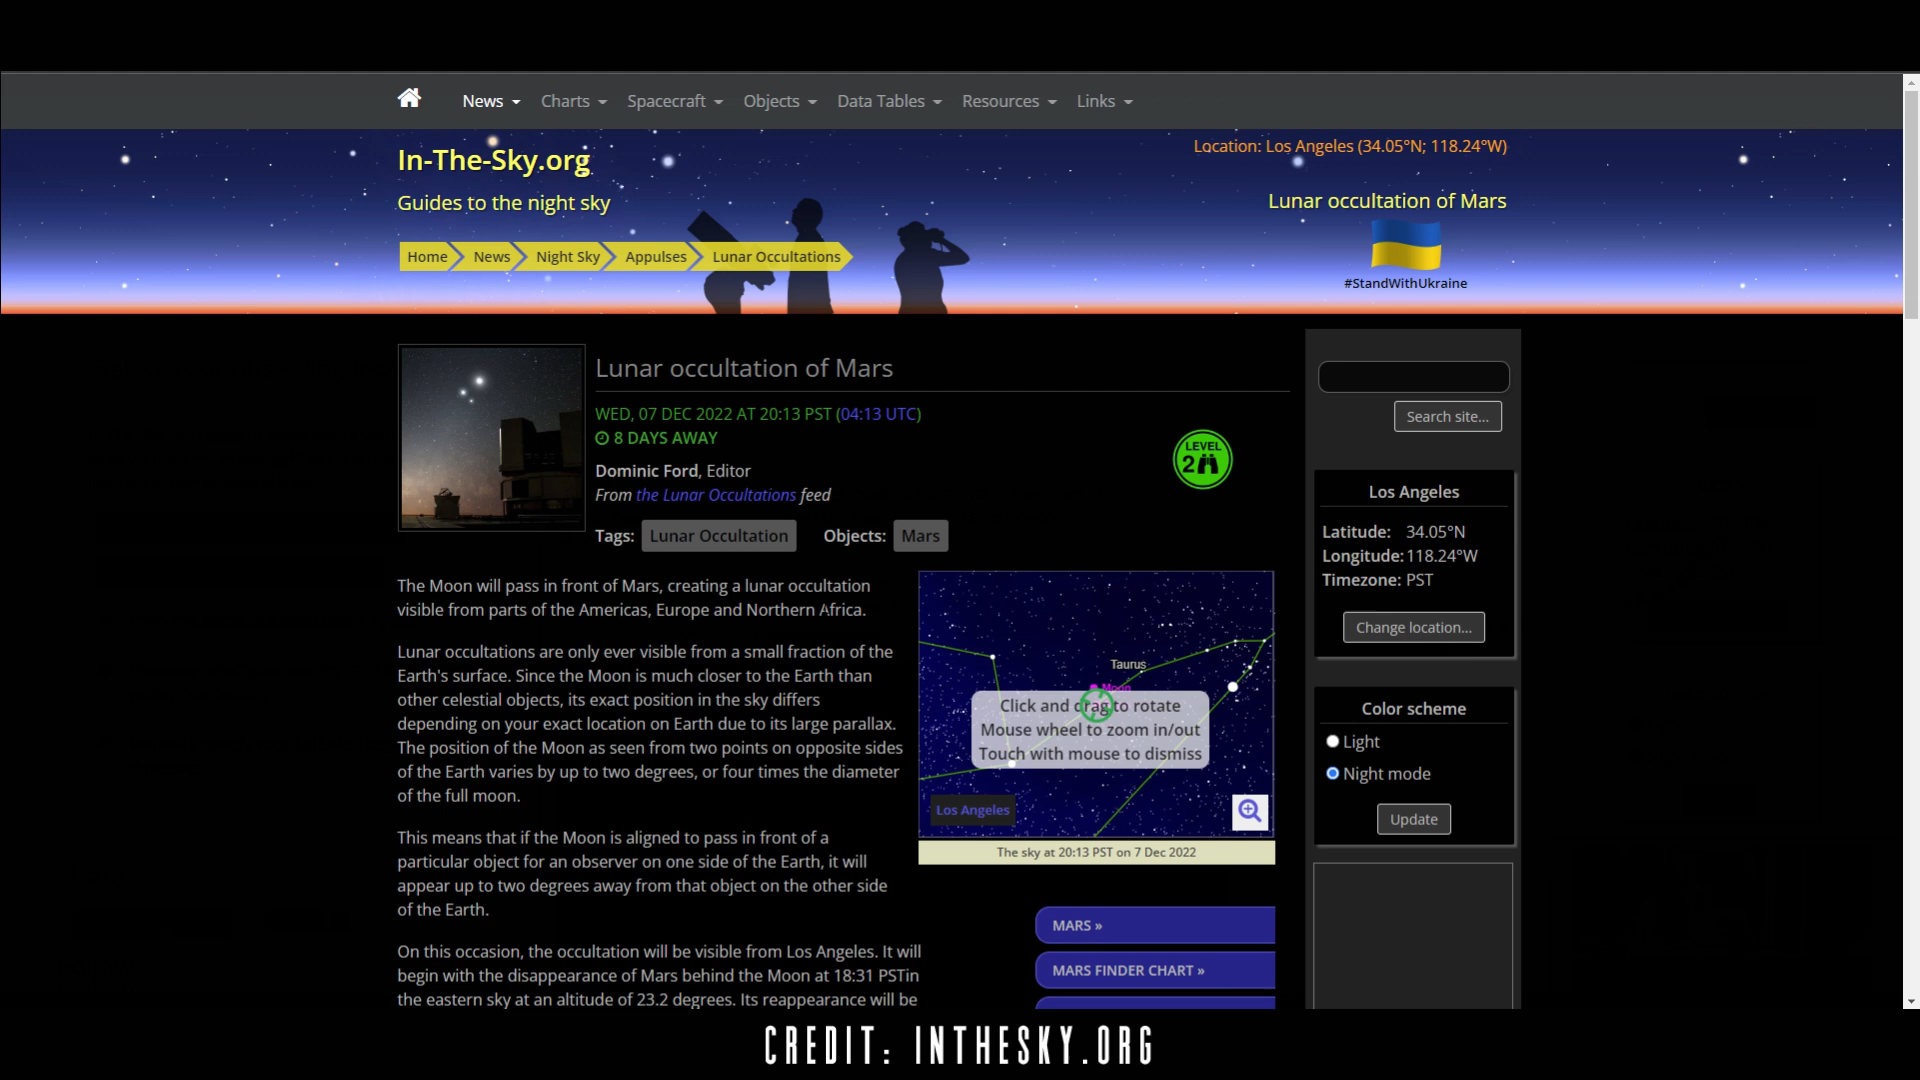 News Charts Spacecraft Objects Data Tables Resources Links
In-The-Sky.org
Guides to the night sky
Location: Los Angeles (34.05°N; 118.24°W)
Lunar occultation of Mars
#StandWithUkraine
Home News Night Sky Appulses Lunar Occultations
Lunar occultation of Mars
WED, 07 DEC 2022 AT 20:13 PST (04:13 UTC)
8 DAYS AWAY
Dominic Ford, Editor
From the Lunar Occultations feed
LEVEL
2
Tags: Lunar Occultation Objects: Mars
The Moon will pass in front of Mars, creating a lunar occultation
visible from parts of the Americas, Europe and Northern Africa.
Lunar occultations are only ever visible from a small fraction of the
Earth's surface. Since the Moon is much closer to the Earth than
other celestial objects, its exact position in the sky differs
depending on your exact location on Earth due to its large parallax.
The position of the Moon as seen from two points on opposite sides
of the Earth varies by up to two degrees, or four times the diameter
of the full moon.
This means that if the Moon is aligned to pass in front of a
particular object for an observer on one side of the Earth, it will
appear up to two degrees away from that object on the other side
of the Earth.
On this occasion, the occultation will be visible from Los Angeles. It will
begin with the disappearance of Mars behind the Moon at 18:31 PSTin
the eastern sky at an altitude of 23.2 degrees. Its reappearance will be
Taurus
Moon
Click and drag to rotate
Mouse wheel to zoom in/out
Touch with mouse to dismiss
Los Angeles
The sky at 20:13 PST on 7 Dec 2022
MARS »
MARS FINDER CHART »
Search site...
Los Angeles
Latitude: 34.05°N
Longitude: 118.24°W
Timezone: PST
Change location...
Color scheme
Light
Night mode
Update
CREDIT: INTHESKY.ORG